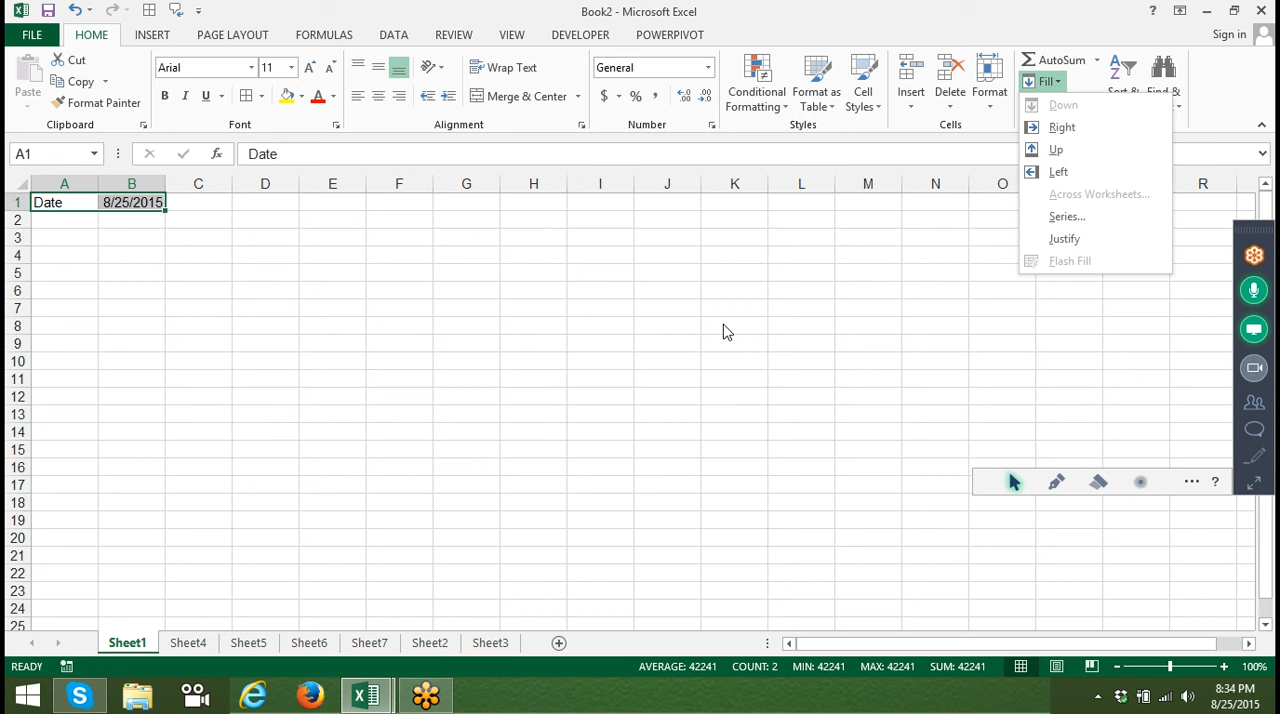 Book2 - Microsoft Excel
?
FILE HOME INSERT PAGE LAYOUT FORMULAS DATA REVIEW VIEW DEVELOPER POWERPIVOT Sign in
Paste
Cut
Copy
Format Painter
Clipboard
Arial 11 A A
B I U A
Font
Wrap Text
Merge & Center
Alignment
General
$ % ,
Number
Conditional Formatting
Format as Table
Cell Styles
Styles
Insert Delete Format
Cells
AutoSum
Fill
Sort &
Find &
Down
Right
Up
Left
Across Worksheets...
Series...
Justify
Flash Fill
A1 fx Date
A B C D E F G H I J K L M N O R
1 Date 8/25/2015
2
3
4
5
6
7
8
9
10
11
12
13
14
15
16
17
18
19
20
21
22
23
24
25
?
Sheet1 Sheet4 Sheet5 Sheet6 Sheet7 Sheet2 Sheet3
READY AVERAGE: 42241 COUNT: 2 MIN: 42241 MAX: 42241 SUM: 42241 100%
8:34 PM
8/25/2015